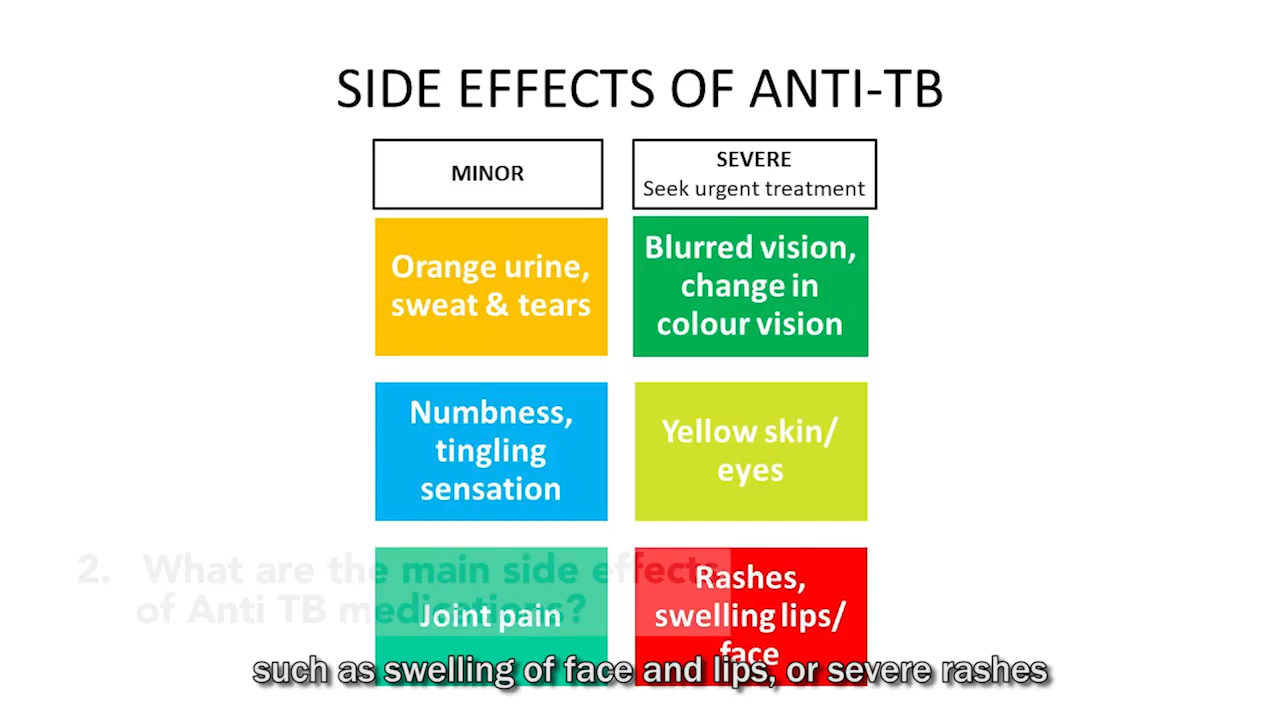 SIDE EFFECTS OF ANTI-TB
MINOR
SEVERE
Seek urgent treatment
Orange urine,
sweat & tears
Blurred vision,
change in
colour vision
Numbness,
tingling
sensation
Yellow skin/
eyes
2. What are the main side effects
of Anti TB medications?
Joint pain
Rashes,
swelling lips/
face
such as swelling of face and lips, or severe rashes